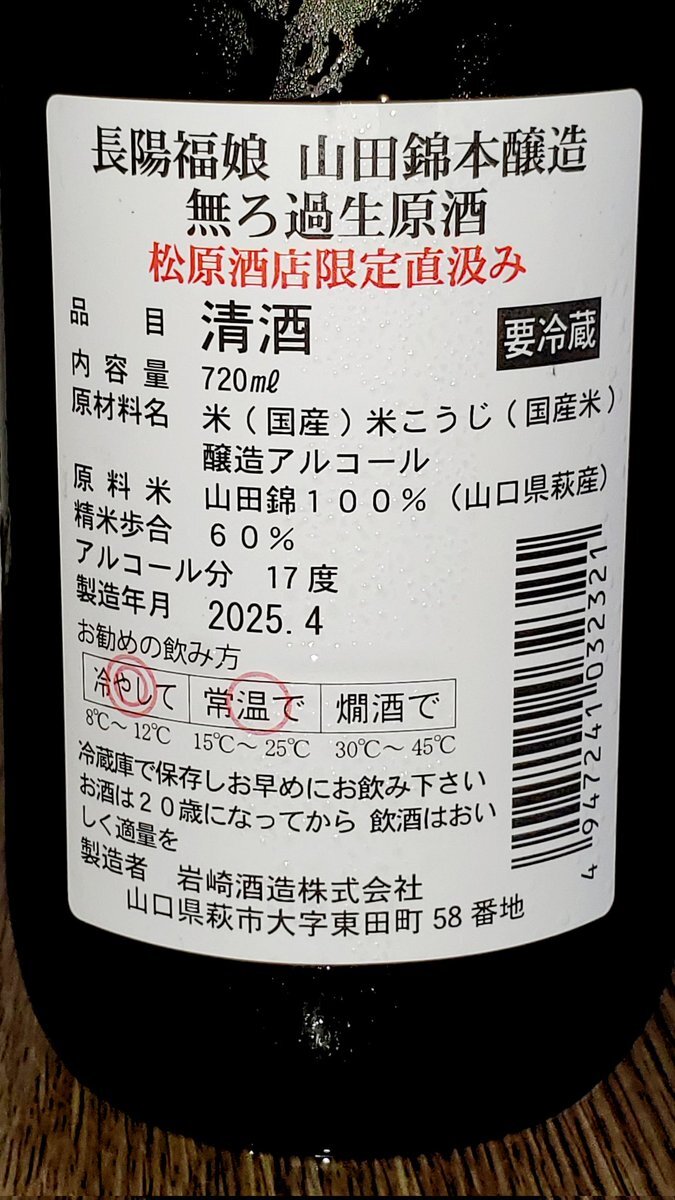 長陽福娘 山田錦本醸造
無ろ過生原酒
松原酒店限定直汲み
品目 清酒
要冷蔵
内容量 720㎖
原材料名 米(国産)米こうじ(国産米)
醸造アルコール
原料米 山田錦100%(山口県萩産)
精米歩合 60%
アルコール分 17度
製造年月 2025.4
お勧めの飲み方
冷やして 常温で 燗酒で
8℃~12℃ 15℃~25℃ 30℃~45℃
冷蔵庫で保存しお早めにお飲み下さい
お酒は20歳になってから 飲酒はおい
しく適量を
製造者 岩崎酒造株式会社
山口県萩市大字東田町58番地
4947241032321